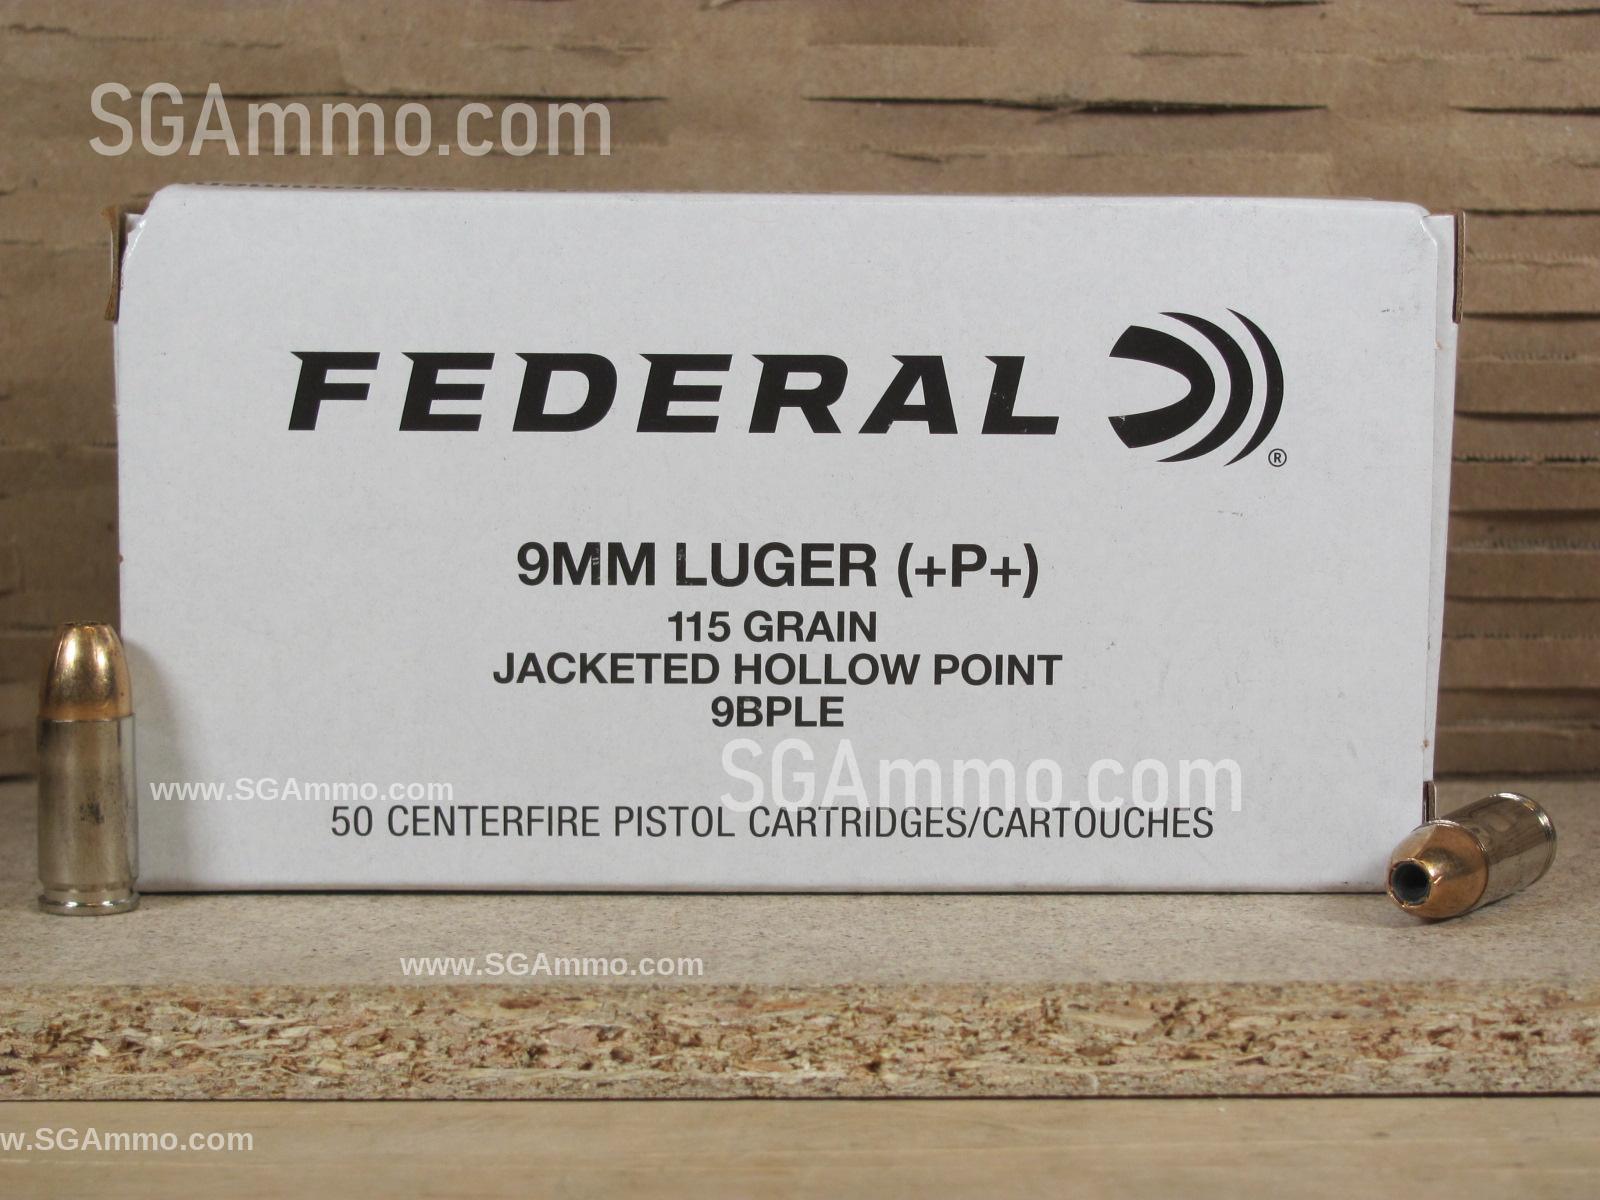 SGAmmo.com
FEDERAL ®
9MM LUGER (+P+)
115 GRAIN
JACKETED HOLLOW POINT
9BPLE
SGAmmo.com
www.SGAmmo.com
50 CENTERFIRE PISTOL CARTRIDGES/CARTOUCHES
www.SGAmmo.com
w.SGAmmo.com